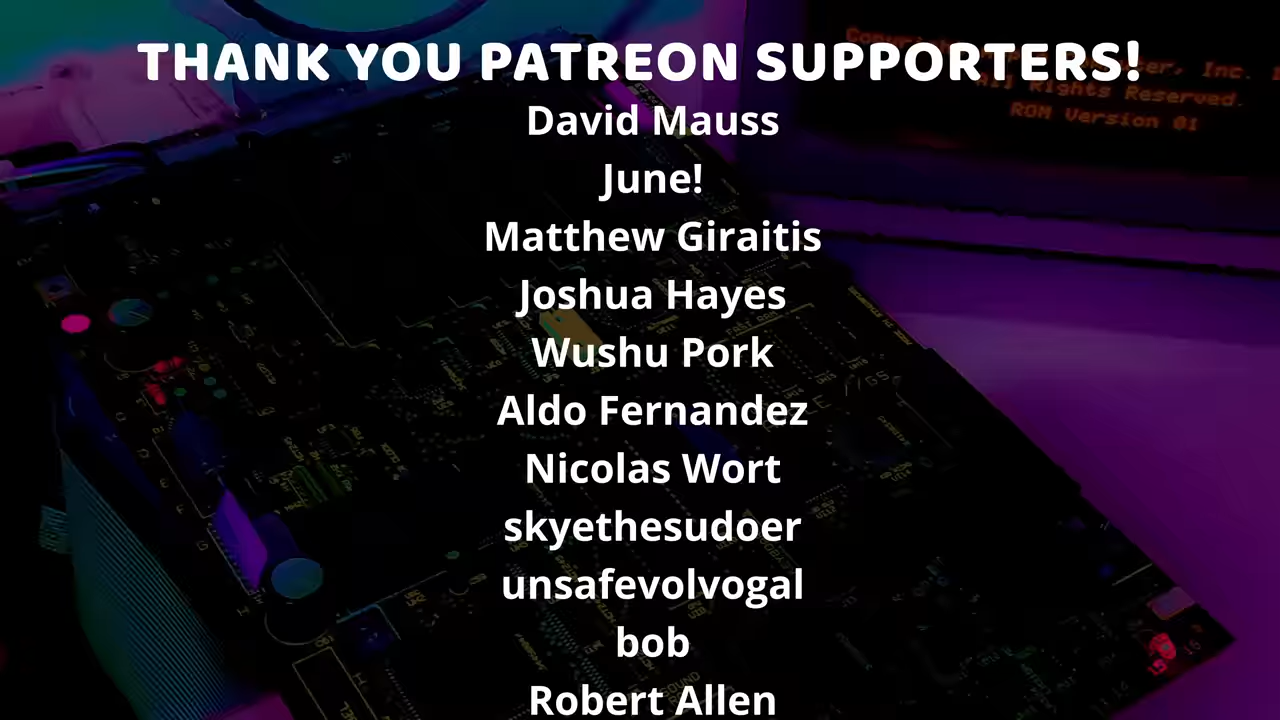 THANK YOU PATREON SUPPORTERS!
David Mauss
June!
Matthew Giraitis
Joshua Hayes
Wushu Pork
Aldo Fernandez
Nicolas Wort
skyethesudoer
unsafevolvogal
bob
Robert Allen
Inc.
All Rights Reserved.
ROM Version 01